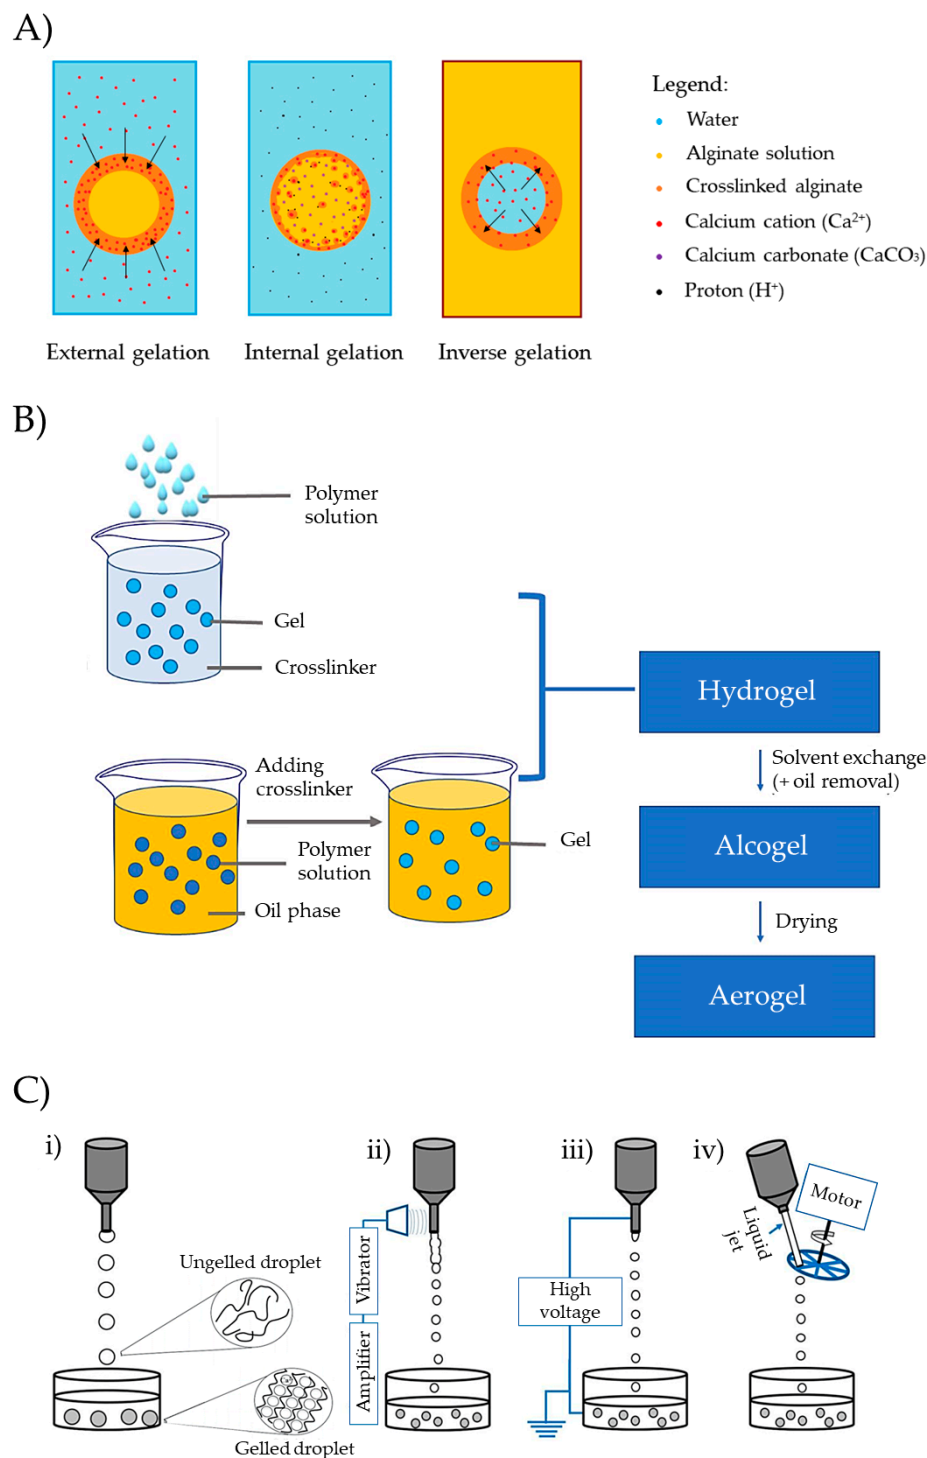 A)
Legend:
Water
Alginate solution
Crosslinked alginate
Calcium cation (Ca²⁺)
Calcium carbonate (CaCO₃)
Proton (H⁺)
External gelation
Internal gelation
Inverse gelation
B)
Polymer
solution
Gel
Crosslinker
Adding
crosslinker
Polymer
solution
Oil phase
Gel
Hydrogel
Solvent exchange
(+ oil removal)
Alcogel
Drying
Aerogel
C)
i)
Ungelled droplet
Gelled droplet
ii)
Vibrator
Amplifier
iii)
High
voltage
iv)
Motor
Liquid
jet